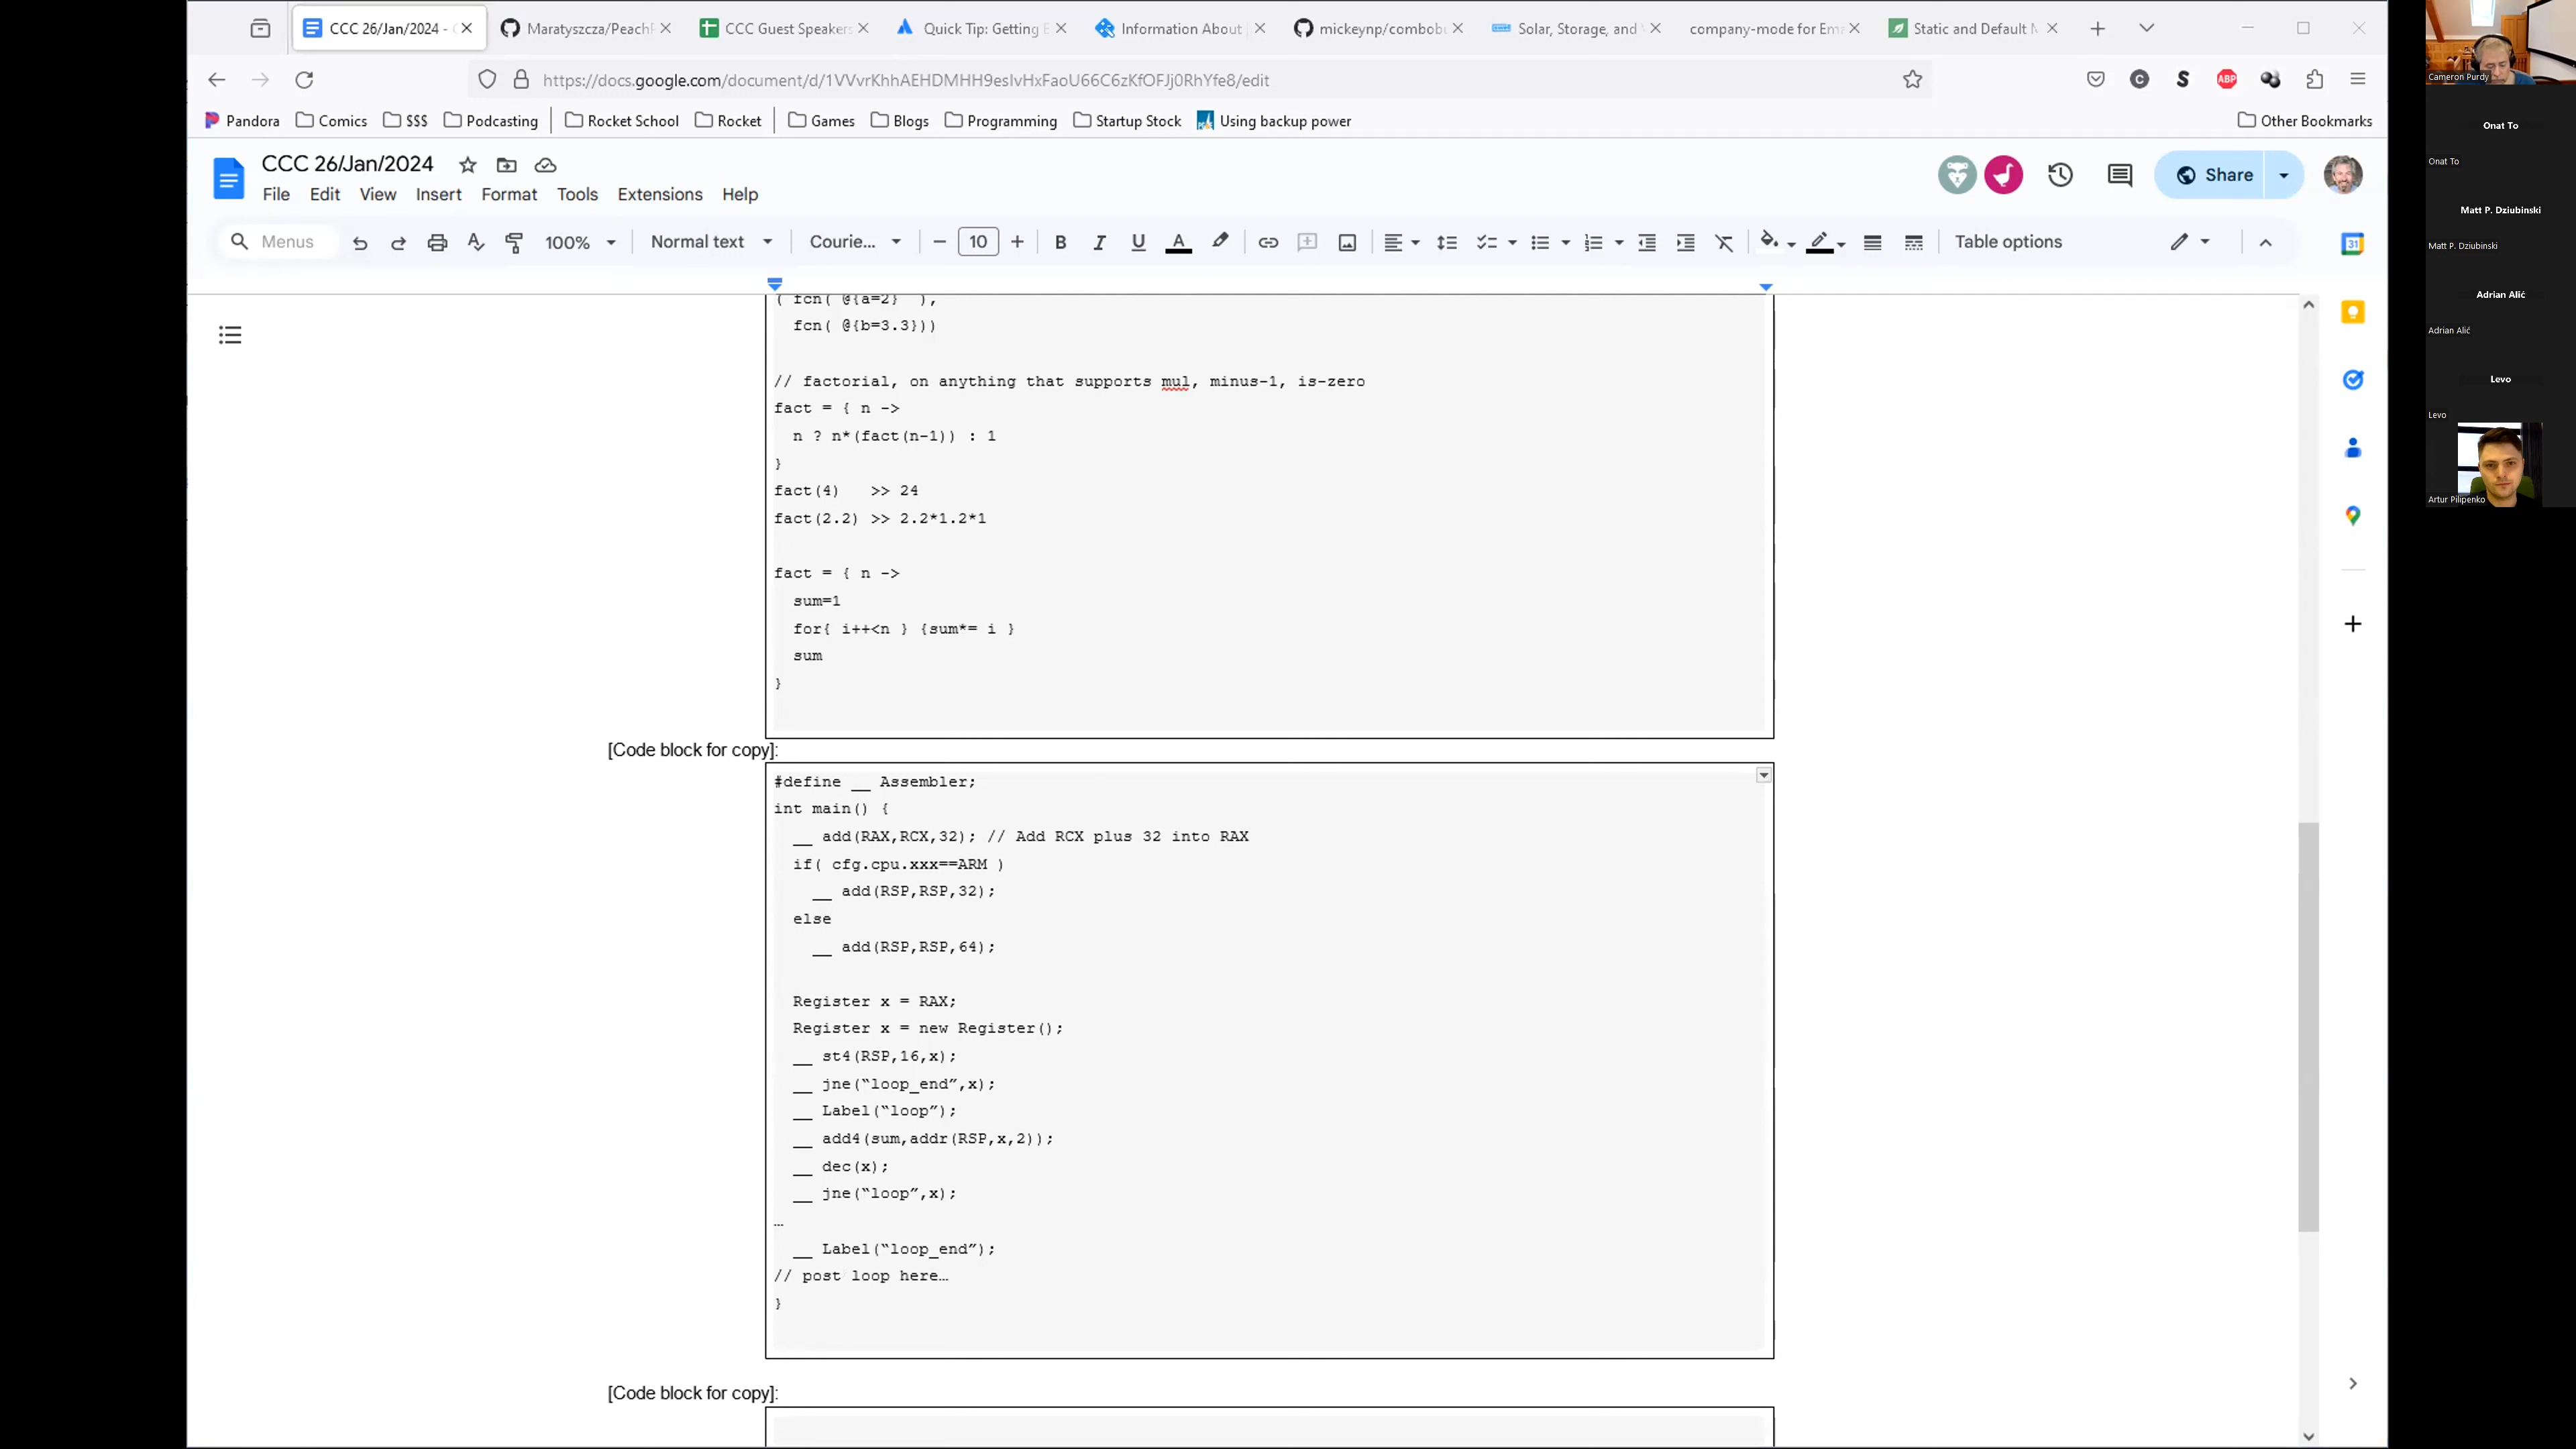 CCC 26/Jan/2024 -
Maratyszcza/Peach
CCC Guest Speakers
Quick Tip: Getting E
Information About
mickeynp/combobu
Solar, Storage, and
company-mode for Em
Static and Default
https://docs.google.com/document/d/1VVvrKhhAEHDMHH9esIvHxFaoU66C6zKfOFJj0RhYfe8/edit
ABP
Pandora Comics $$$ Podcasting Rocket School Rocket Games Blogs Programming Startup Stock Using backup power Other Bookmarks
CCC 26/Jan/2024
File Edit View Insert Format Tools Extensions Help
Share
Menus 100% Normal text Courie... 10 B I U A Table options
31
( fcn( @{a=2} ),
fcn( @{b=3.3}))
// factorial, on anything that supports mul, minus-1, is-zero
fact = { n ->
n ? n*(fact(n-1)) : 1
}
fact(4) >> 24
fact(2.2) >> 2.2*1.2*1
fact = { n ->
sum=1
for{ i++<n } {sum*= i }
sum
}
[Code block for copy]:
#define __ Assembler;
int main() {
__ add(RAX,RCX,32); // Add RCX plus 32 into RAX
if( cfg.cpu.xxx==ARM )
__ add(RSP,RSP,32);
else
__ add(RSP,RSP,64);
Register x = RAX;
Register x = new Register();
__ st4(RSP,16,x);
__ jne(“loop_end”,x);
__ Label(“loop”);
__ add4(sum,addr(RSP,x,2));
__ dec(x);
__ jne(“loop”,x);
…
__ Label(“loop_end”);
// post loop here…
}
[Code block for copy]:
Cameron Purdy
Onat To
Onat To
Matt P. Dziubinski
Matt P. Dziubinski
Adrian Alić
Adrian Alić
Levo
Levo
Artur Pilipenko